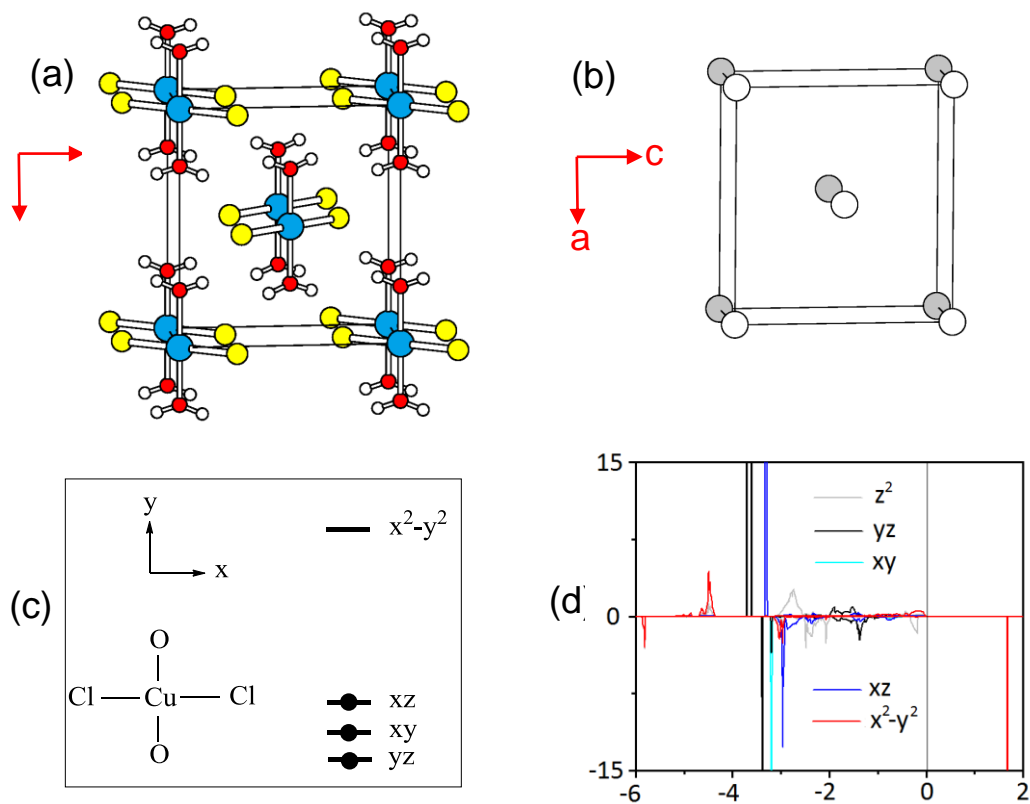 (a)
(b)
c
a
(c)
y
x
x²-y²
O
Cl Cu Cl
O
xz
xy
yz
(d)
15
0
-15
-6 -4 -2 0 2
z²
yz
xy
xz
x²-y²